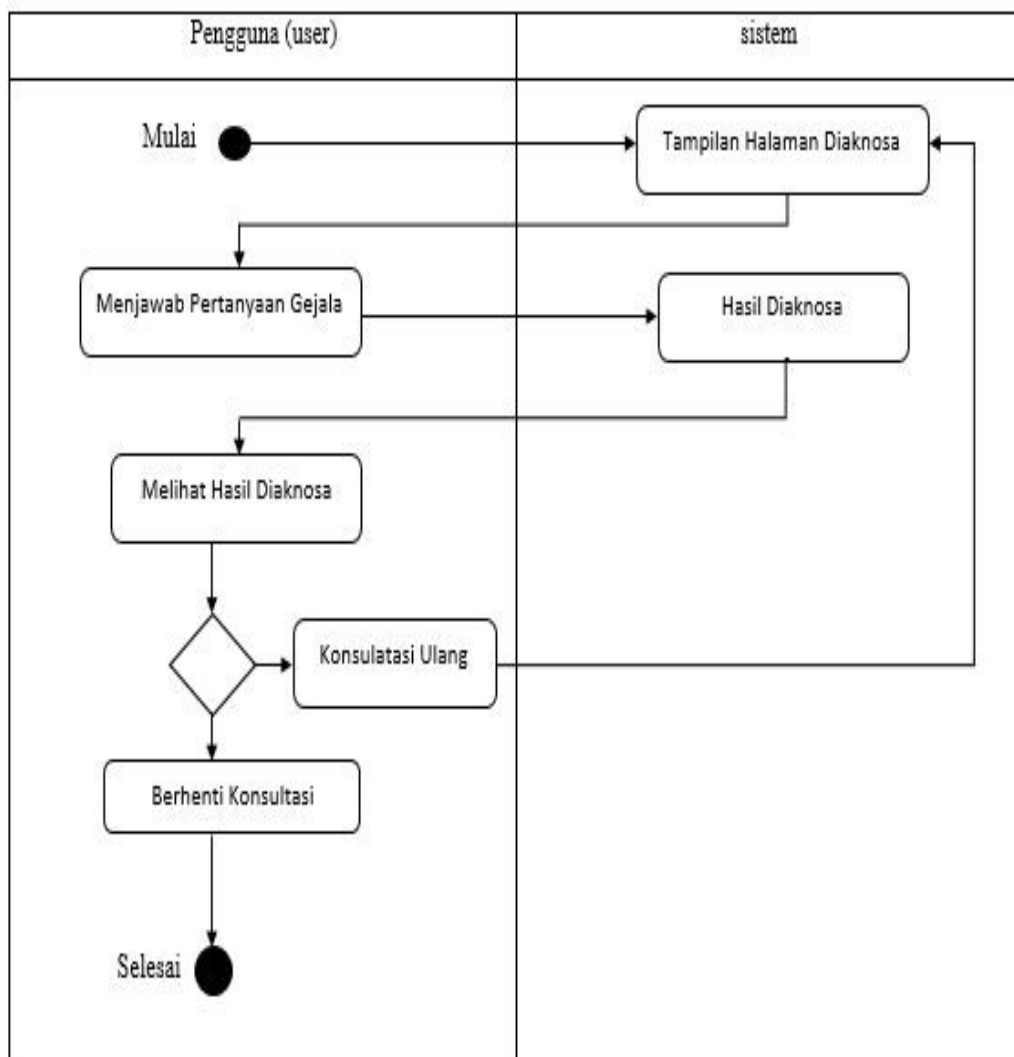 Pengguna (user)
sistem
Mulai
Tampilan Halaman Diaknosa
Menjawab Pertanyaan Gejala
Hasil Diaknosa
Melihat Hasil Diaknosa
Konsulatasi Ulang
Berhenti Konsultasi
Selesai